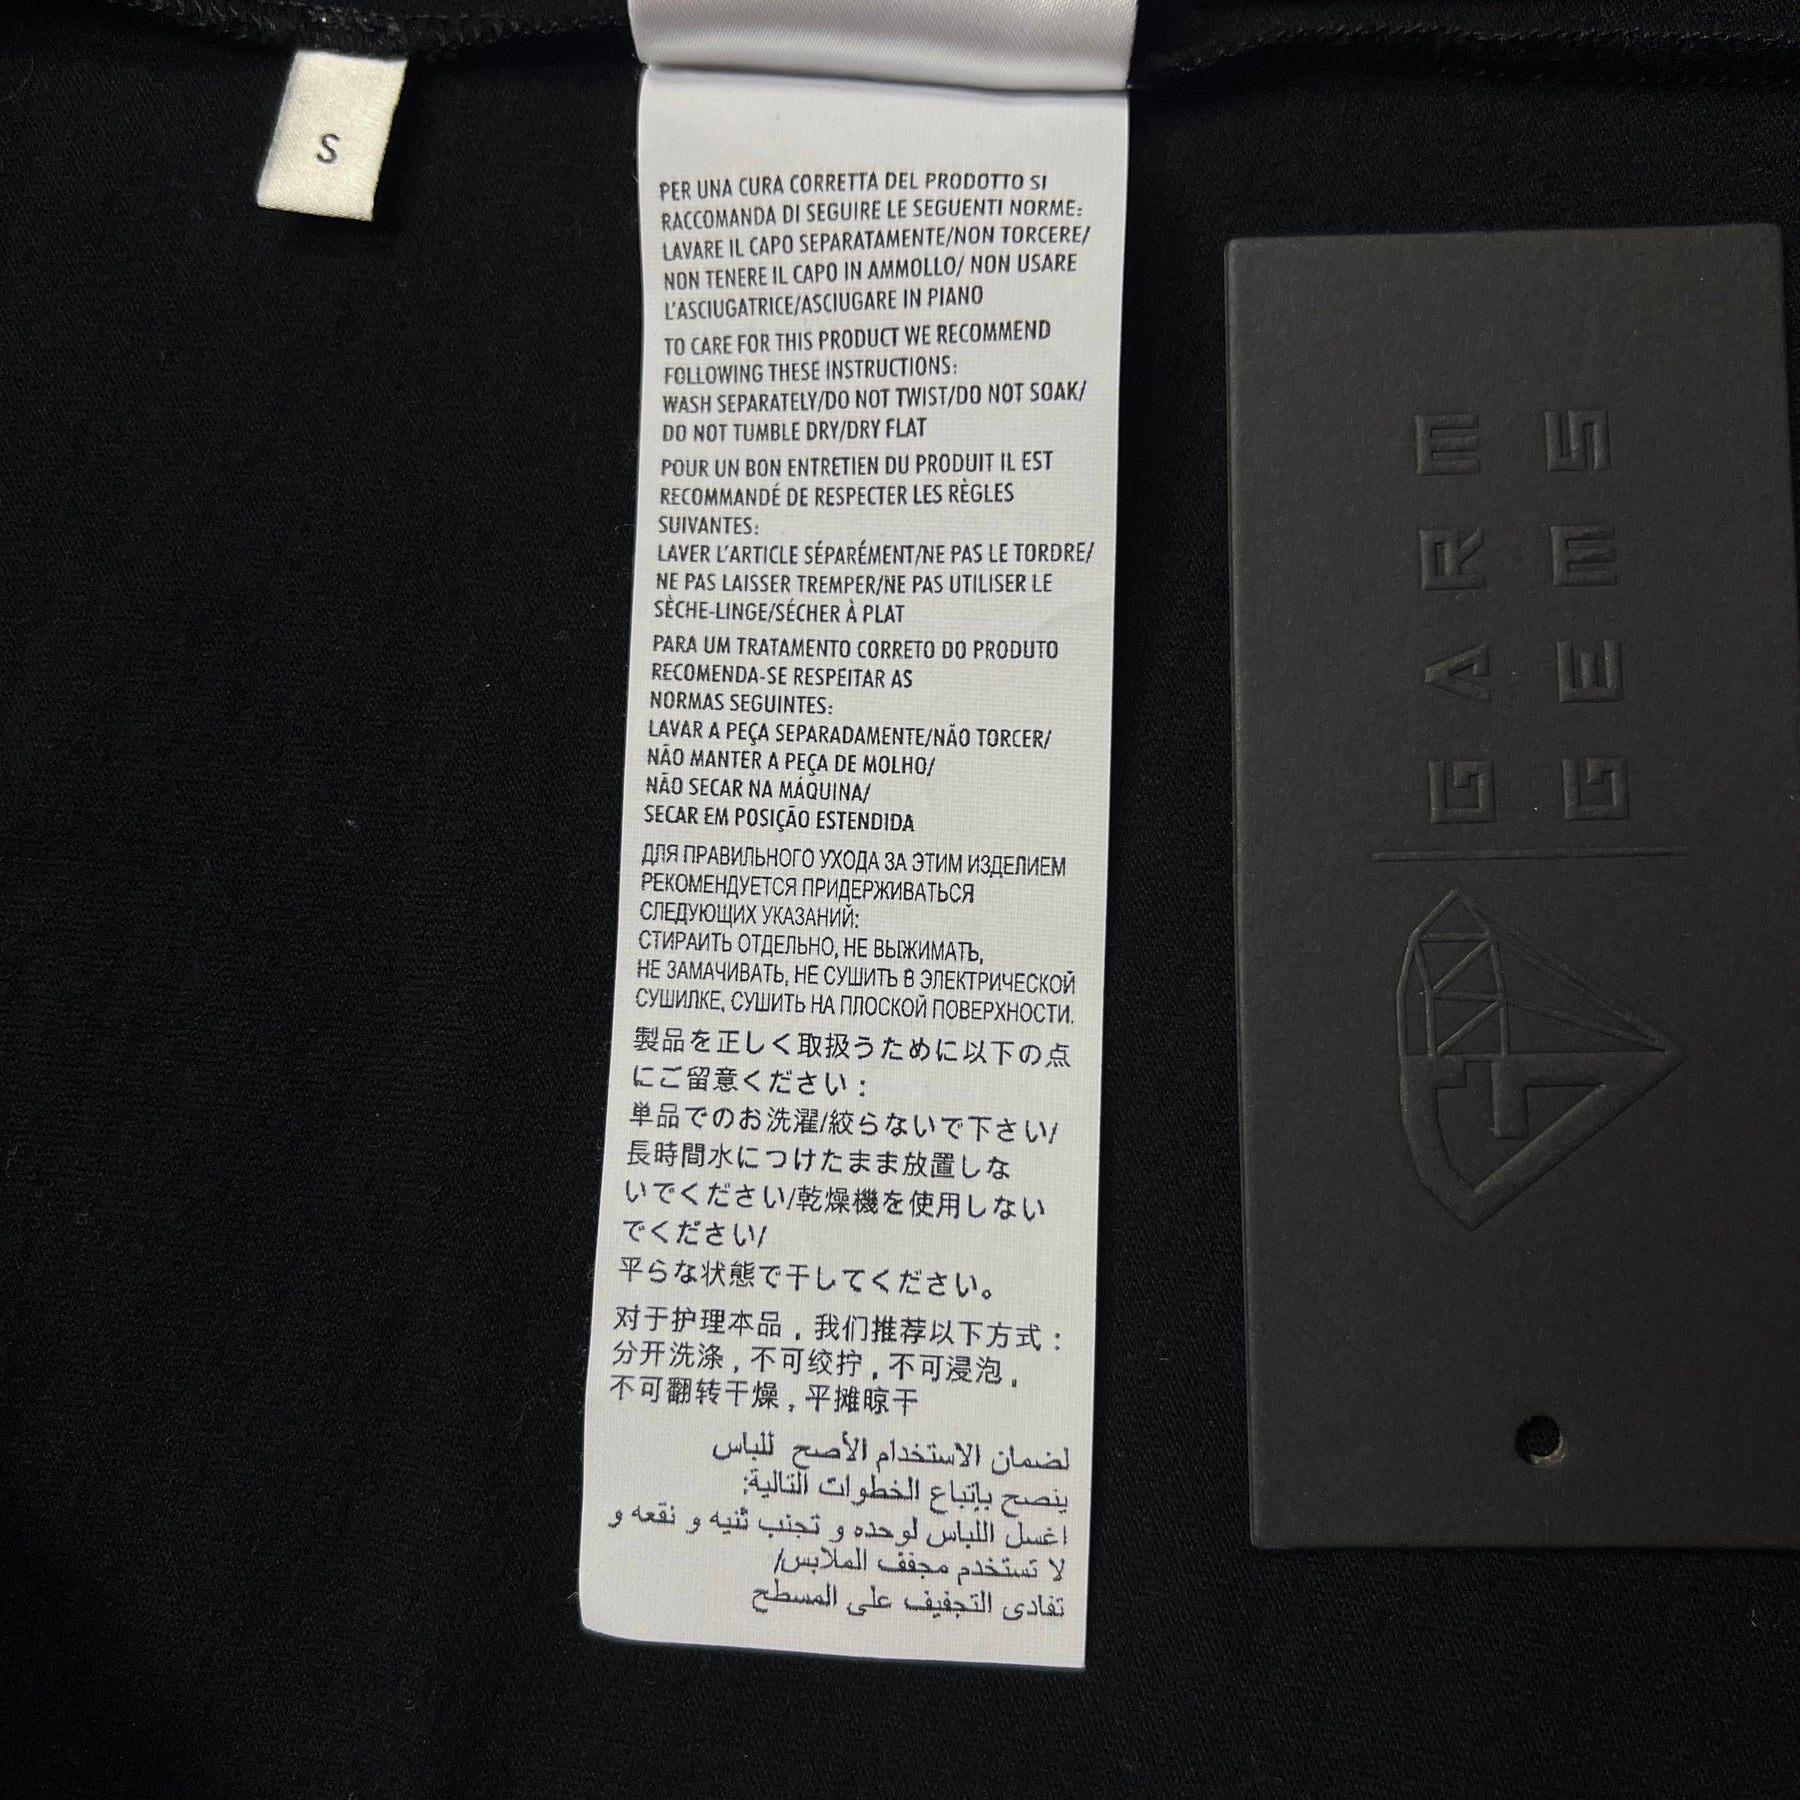 S
PER UNA CURA CORRETTA DEL PRODOTTO SI
RACCOMANDA DI SEGUIRE LE SEGUENTI NORME:
LAVARE IL CAPO SEPARATAMENTE/NON TORCERE/
NON TENERE IL CAPO IN AMMOLLO/ NON USARE
L'ASCIUGATRICE/ASCIUGARE IN PIANO
TO CARE FOR THIS PRODUCT WE RECOMMEND
FOLLOWING THESE INSTRUCTIONS:
WASH SEPARATELY/DO NOT TWIST/DO NOT SOAK/
DO NOT TUMBLE DRY/DRY FLAT
POUR UN BON ENTRETIEN DU PRODUIT IL EST
RECOMMANDÉ DE RESPECTER LES RÈGLES
SUIVANTES:
LAVER L'ARTICLE SÉPARÉMENT/NE PAS LE TORDRE/
NE PAS LAISSER TREMPER/NE PAS UTILISER LE
SÈCHE-LINGE/SÉCHER À PLAT
PARA UM TRATAMENTO CORRETO DO PRODUTO
RECOMENDA-SE RESPEITAR AS
NORMAS SEGUINTES:
LAVAR A PEÇA SEPARADAMENTE/NÃO TORCER/
NÃO MANTER A PEÇA DE MOLHO/
NÃO SECAR NA MÁQUINA/
SECAR EM POSIÇÃO ESTENDIDA
ДЛЯ ПРАВИЛЬНОГО УХОДА ЗА ЭТИМ ИЗДЕЛИЕМ
РЕКОМЕНДУЕТСЯ ПРИДЕРЖИВАТЬСЯ
СЛЕДУЮЩИХ УКАЗАНИЙ:
СТИРАИТЬ ОТДЕЛЬНО, НЕ ВЫЖИМАТЬ,
НЕ ЗАМАЧИВАТЬ, НЕ СУШИТЬ В ЭЛЕКТРИЧЕСКОЙ
СУШИЛКЕ, СУШИТЬ НА ПЛОСКОЙ ПОВЕРХНОСТИ.
製品を正しく取扱うために以下の点
にご留意ください：
単品でのお洗濯/絞らないで下さい/
長時間水につけたまま放置しな
いでください/乾燥機を使用しない
でください/
平らな状態で干してください。
对于护理本品，我们推荐以下方式：
分开洗涤，不可绞拧，不可浸泡，
不可翻转干燥，平摊晾干
لضمان الاستخدام الأصح للباس
ينصح بإتباع الخطوات التالية:
اغسل اللباس لوحده و تجنب ثنيه و نقعه و
لا تستخدم مجفف الملابس/
تفادى التجفيف على المسطح
GARM
GEMS